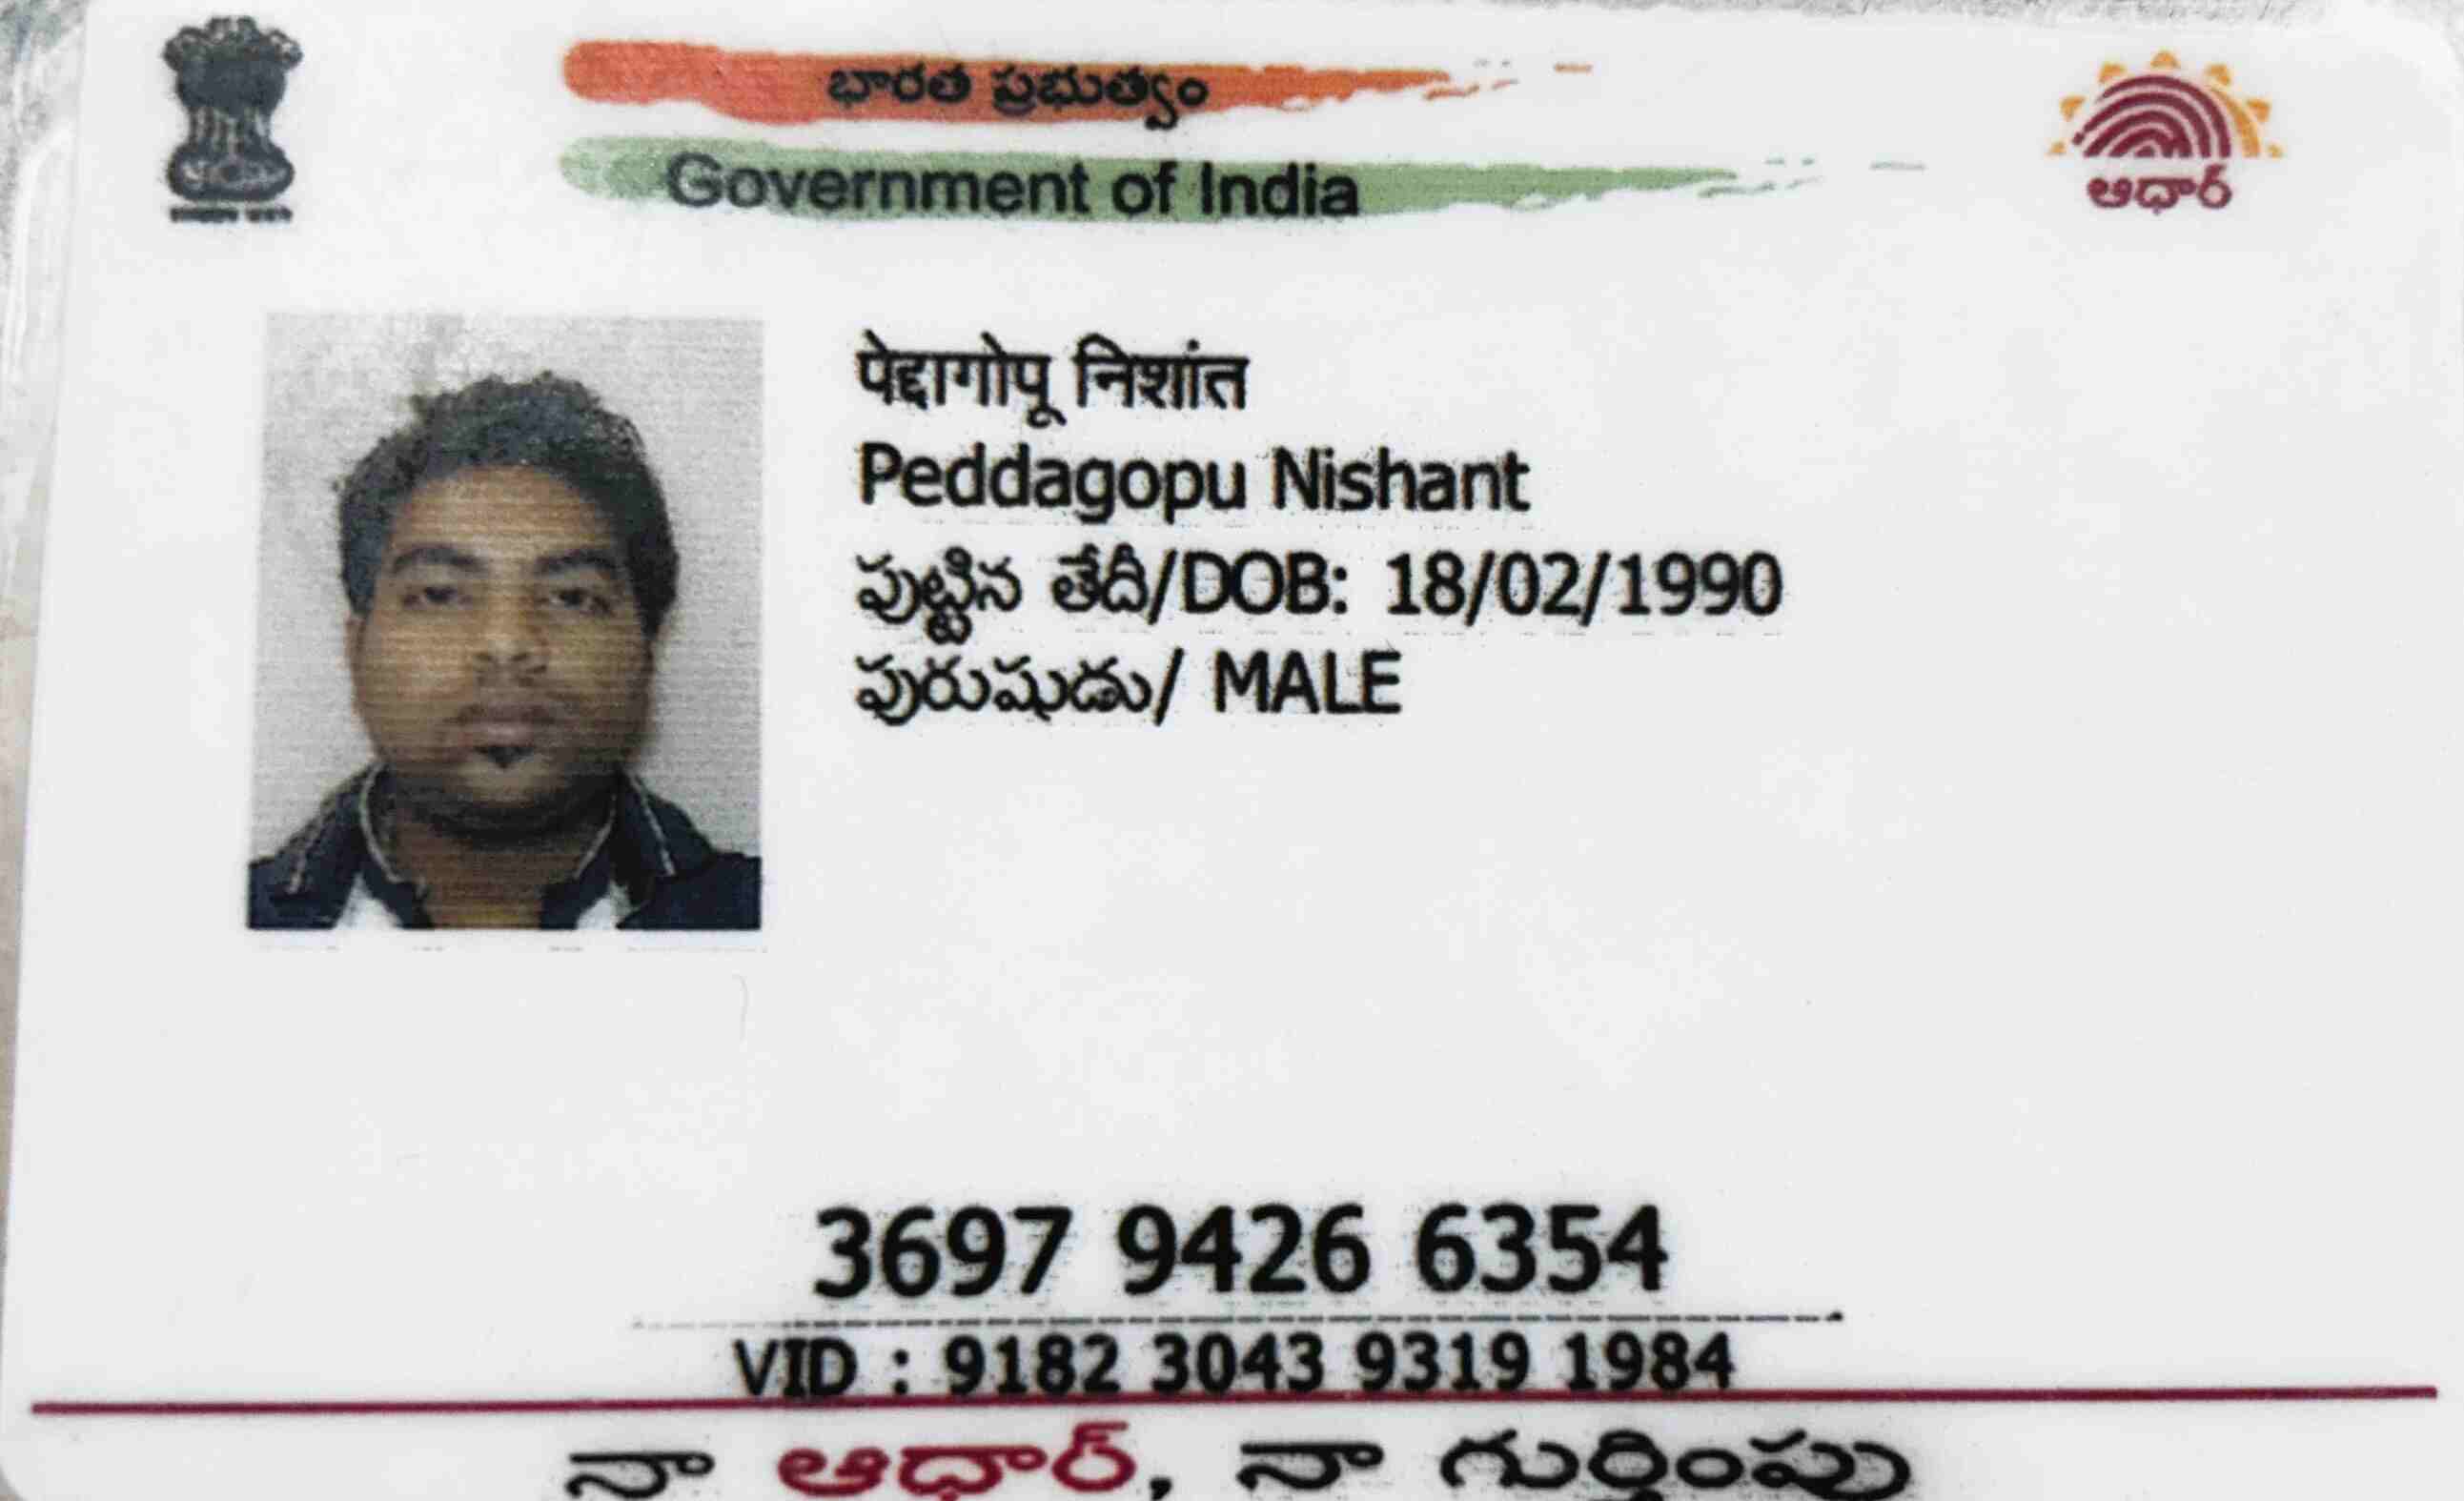 భారత ప్రభుత్వం
Government of India
ఆధార్
पेद्दागोपू निशांत
Peddagopu Nishant
పుట్టిన తేదీ/DOB: 18/02/1990
పురుషుడు/ MALE
3697 9426 6354
VID : 9182 3043 9319 1984
నా ఆధార్, నా గుర్తింపు